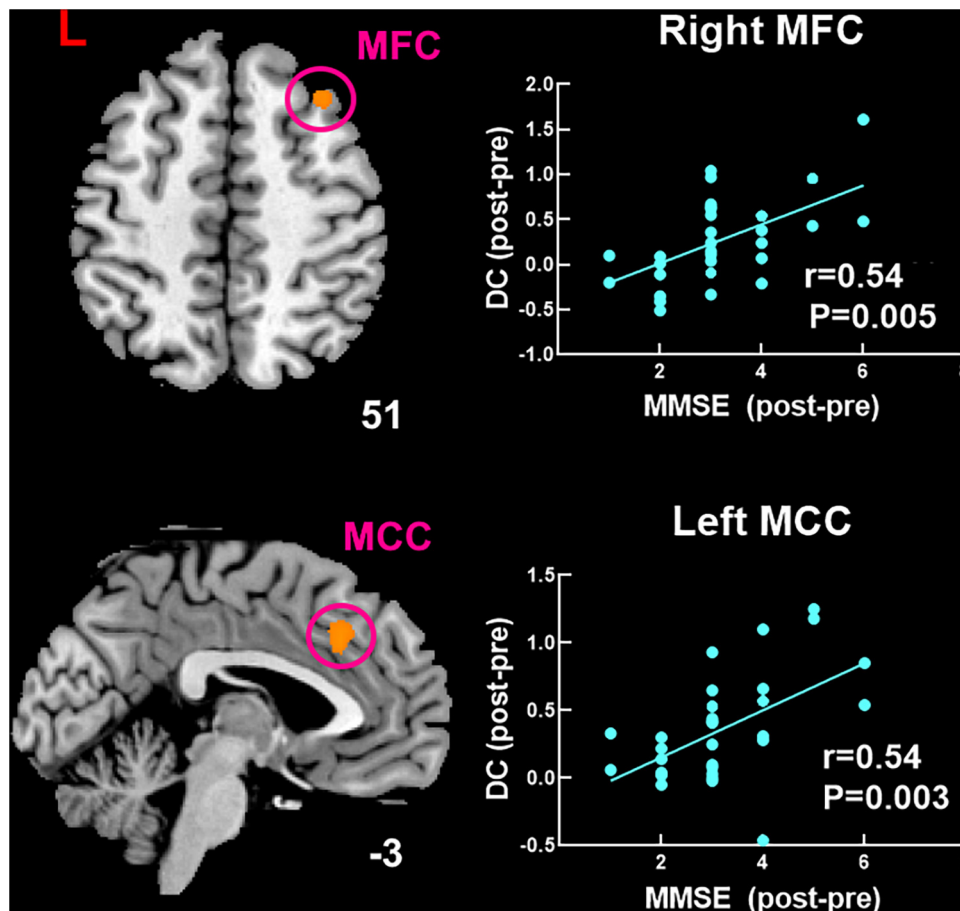 L
MFC
51
Right MFC
2.0
1.5
1.0
0.5
0.0
-0.5
-1.0
DC (post-pre)
r=0.54
P=0.005
2
4
6
MMSE (post-pre)
MCC
-3
Left MCC
1.5
1.0
0.5
0.0
-0.5
DC (post-pre)
r=0.54
P=0.003
2
4
6
MMSE (post-pre)